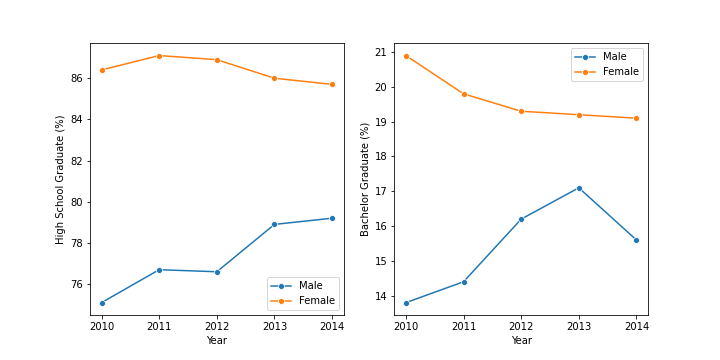 High School Graduate (%)
86
84
82
80
78
76
2010 2011 2012 2013 2014
Year
Male
Female
Bachelor Graduate (%)
21
20
19
18
17
16
15
14
2010 2011 2012 2013 2014
Year
Male
Female